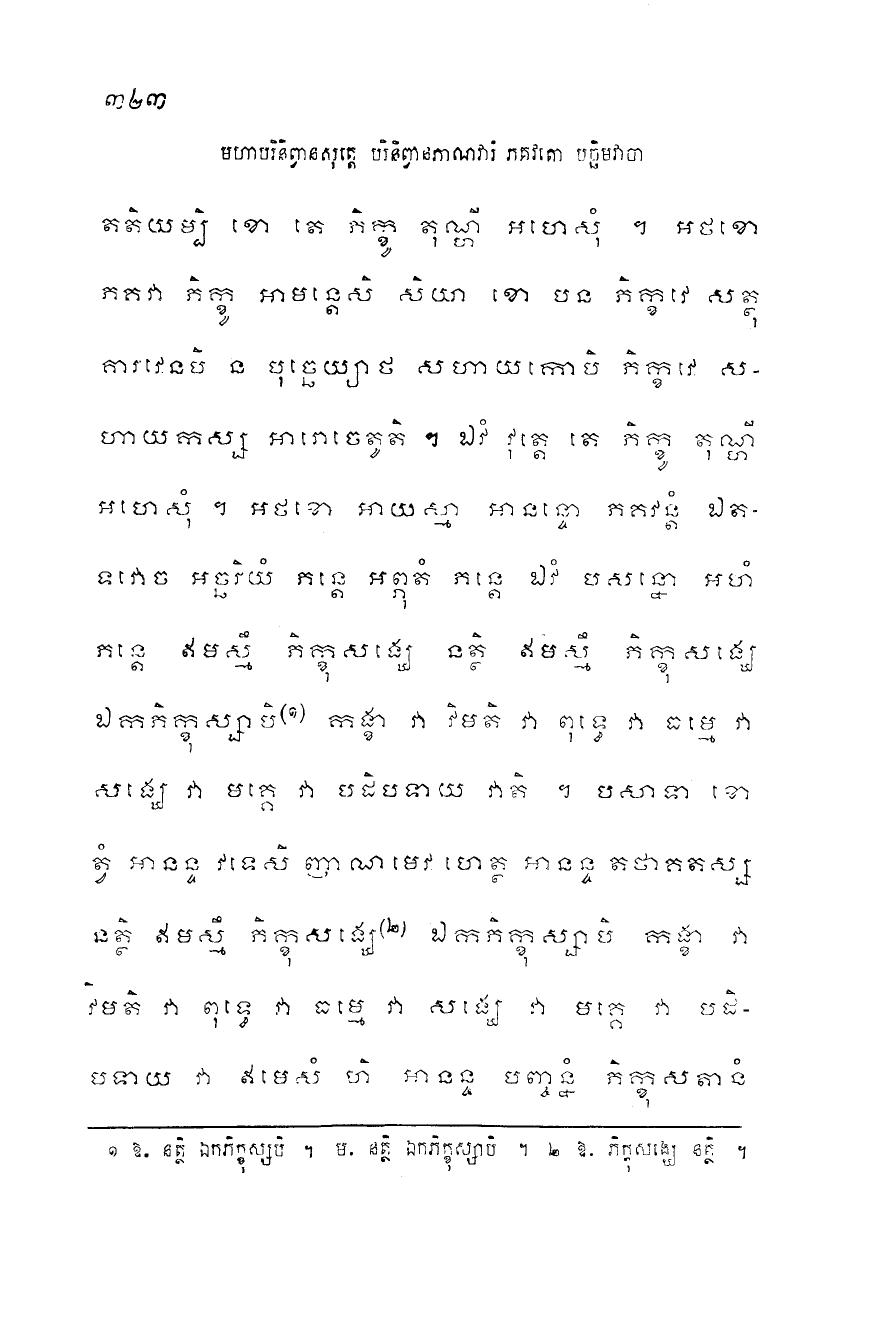 ៣២៣
មហាបរិនិព្វានសុត្តេ បរិនិព្វានភាណវារំ ភគវតោ បច្ឆិមវាចា
តតិយម្បិ ខោ តេ ភិក្ខូ តុណ្ហី អហេសុំ ។ អថខោ
ភគវា ភិក្ខូ អាមន្តេសិ សិយា ខោ បន ភិក្ខវេ សត្ថុ
គារវេនបិ ន បុច្ឆេយ្យាថ សហាយកោបិ ភិក្ខវេ ស-
ហាយកស្ស អារោចេតូតិ ។ ឯវំ វុត្តេ តេ ភិក្ខូ តុណ្ហី
អហេសុំ ។ អថខោ អាយស្មា អានន្ទោ ភគវន្តំ ឯត-
ទវោច អច្ឆរិយំ ភន្តេ អព្ភុតំ ភន្តេ ឯវំ បសន្នោ អហំ
ភន្តេ ឥមស្មឹ ភិក្ខុសង្ឃេ នត្ថិ ឥមស្មឹ ភិក្ខុសង្ឃេ
ឯកភិក្ខុស្សាបិ(១) កង្ខា វា វិមតិ វា ពុទ្ធេ វា ធម្មេ វា
សង្ឃេ វា មគ្គេ វា បដិបទាយ វាតិ ។ បសាទា ខោ
ត្វំ អានន្ទ វទេសិ ញាណមេវ ហេត្ថ អានន្ទ តថាគតស្ស
នត្ថិ ឥមស្មឹ ភិក្ខុសង្ឃេ(២) ឯកភិក្ខុស្សាបិ កង្ខា វា
វិមតិ វា ពុទ្ធេ វា ធម្មេ វា សង្ឃេ វា មគ្គេ វា បដិ-
បទាយ វា ឥមេសំ ហិ អានន្ទ បញ្ចន្នំ ភិក្ខុសតានំ
១ ឱ. នត្ថិ ឯកភិក្ខុស្សបិ ។ ម. នត្ថិ ឯកភិក្ខុស្សាបិ ។ ២ ឱ. ភិក្ខុសង្ឃេ នត្ថិ ។